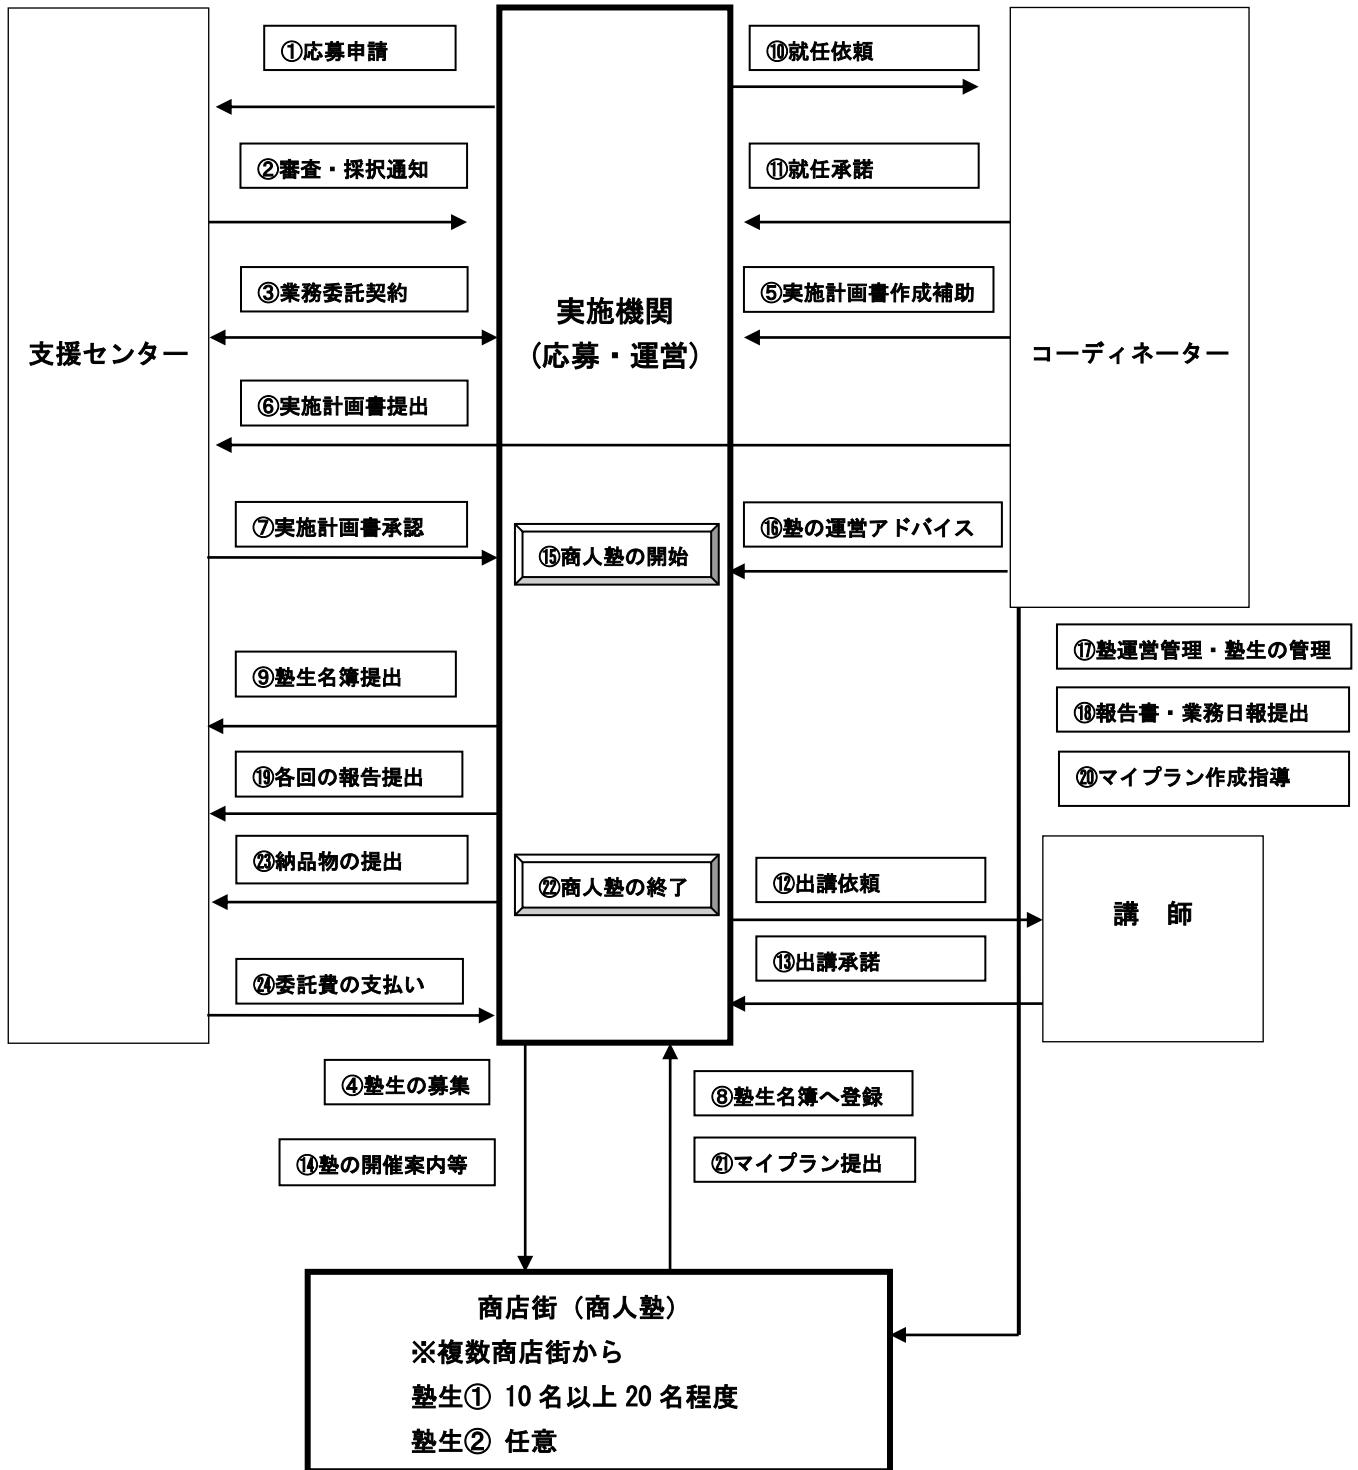 ①応募申請
⑩就任依頼
②審査・採択通知
⑪就任承諾
③業務委託契約
⑤実施計画書作成補助
実施機関
(応募・運営)
支援センター
コーディネーター
⑥実施計画書提出
⑦実施計画書承認
⑯塾の運営アドバイス
⑮商人塾の開始
⑰塾運営管理・塾生の管理
⑨塾生名簿提出
⑱報告書・業務日報提出
⑲各回の報告提出
⑳マイプラン作成指導
㉓納品物の提出
㉒商人塾の終了
⑫出講依頼
講　師
⑬出講承諾
㉔委託費の支払い
④塾生の募集
⑧塾生名簿へ登録
⑭塾の開催案内等
㉑マイプラン提出
商店街（商人塾）
※複数商店街から
塾生① 10 名以上 20 名程度
塾生② 任意